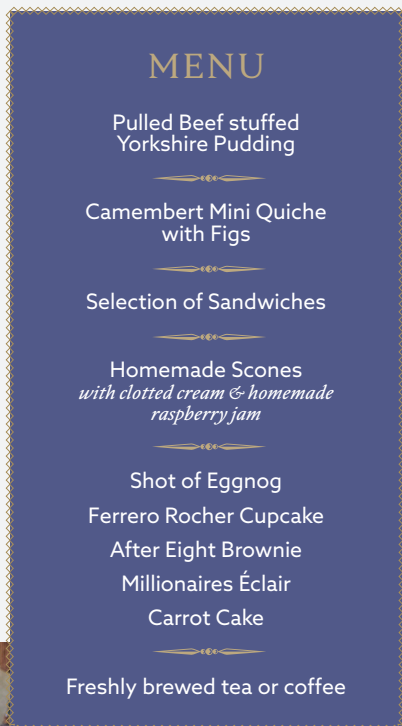 MENU
Pulled Beef stuffed
Yorkshire Pudding
Camembert Mini Quiche
with Figs
Selection of Sandwiches
Homemade Scones
with clotted cream & homemade
raspberry jam
Shot of Eggnog
Ferrero Rocher Cupcake
After Eight Brownie
Millionaires Éclair
Carrot Cake
Freshly brewed tea or coffee